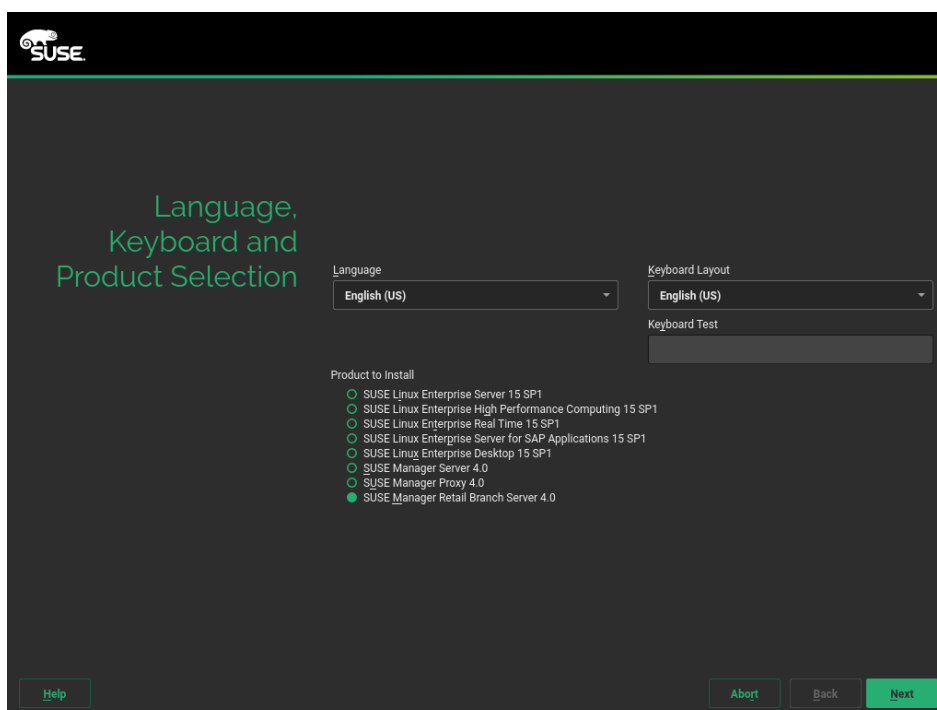 SUSE.
Language,
Keyboard and
Product Selection
Language
Keyboard Layout
English (US)
English (US)
Keyboard Test
Product to Install
SUSE Linux Enterprise Server 15 SP1
SUSE Linux Enterprise High Performance Computing 15 SP1
SUSE Linux Enterprise Real Time 15 SP1
SUSE Linux Enterprise Server for SAP Applications 15 SP1
SUSE Linux Enterprise Desktop 15 SP1
SUSE Manager Server 4.0
SUSE Manager Proxy 4.0
SUSE Manager Retail Branch Server 4.0
Help
Abort
Back
Next